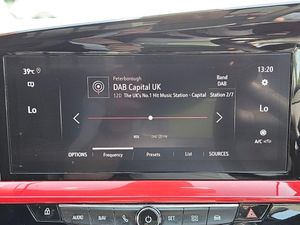 39°c
Peterborough
Band
DAB
13:20
DAB Capital UK
12D The UK's No.1 Hit Music Station - Capital
Station 2/7
Lo
Lo
A/C
OPTIONS
Frequency
Presets
List
SOURCES
AUDIO
NAV